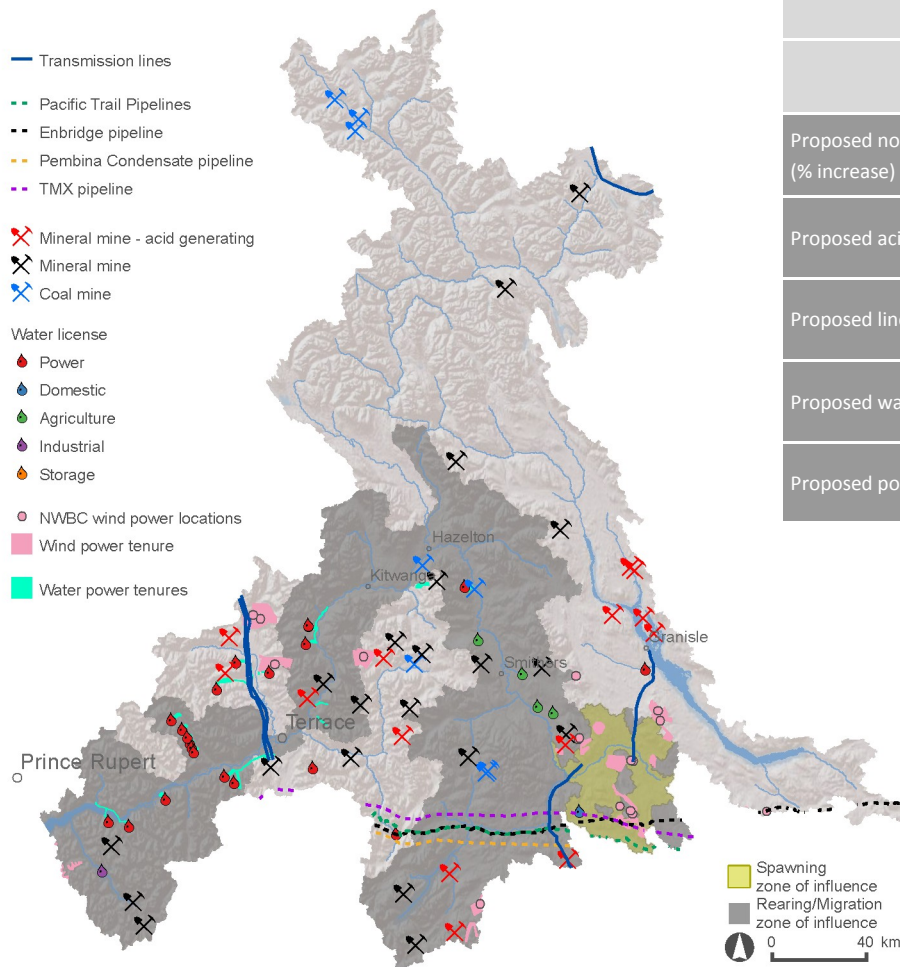 Transmission lines
Pacific Trail Pipelines
Enbridge pipeline
Pembina Condensate pipeline
TMX pipeline
Mineral mine - acid generating
Mineral mine
Coal mine
Water license
Power
Domestic
Agriculture
Industrial
Storage
NWBC wind power locations
Wind power tenure
Water power tenures
Hazelton
Kitwanga
Granisle
Smithers
Terrace
Prince Rupert
Proposed no
(% increase)
Proposed aci
Proposed line
Proposed wa
Proposed po
Spawning
zone of influence
Rearing/Migration
zone of influence
0 40 km